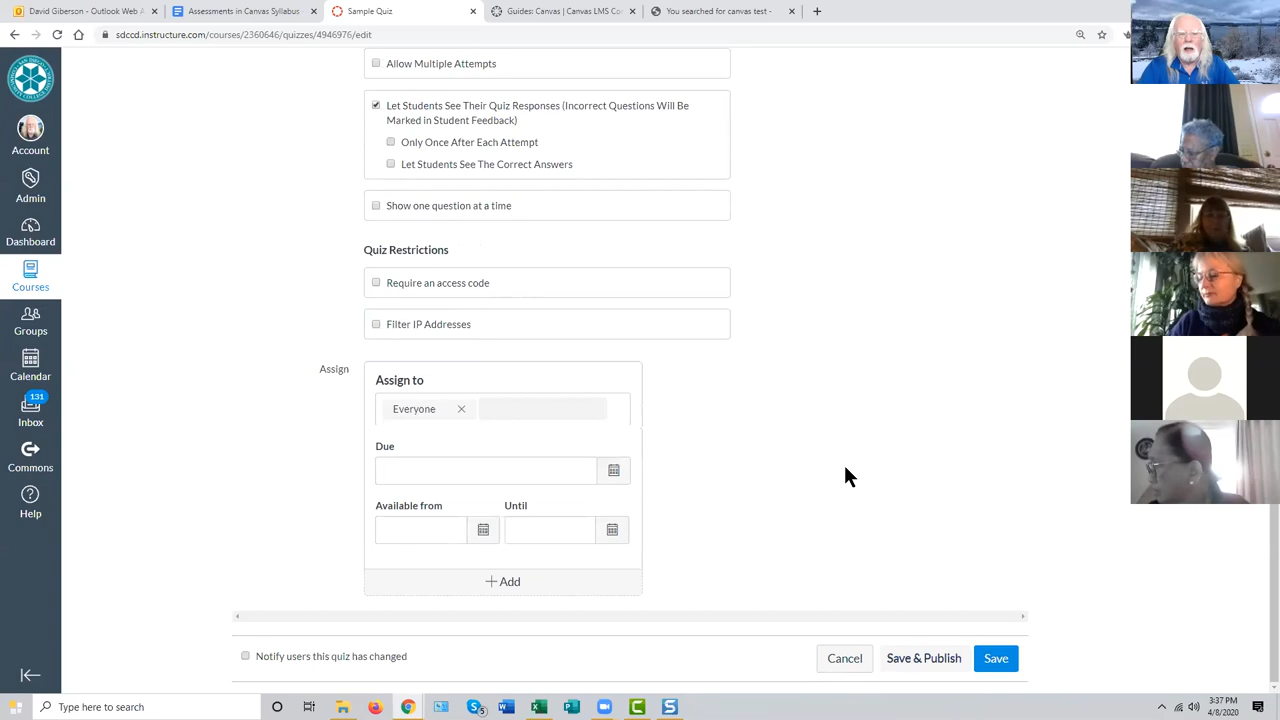 David Giberson - Outlook Web A
Assessments in Canvas Syllabus
Sample Quiz
Guides: Canvas | Canvas LMS Co
You searched for canvas test -
sdccd.instructure.com/courses/2360646/quizzes/4946976/edit
Account
Admin
Dashboard
Courses
Groups
Calendar
131
Inbox
Commons
Help
Allow Multiple Attempts
Let Students See Their Quiz Responses (Incorrect Questions Will Be
Marked in Student Feedback)
Only Once After Each Attempt
Let Students See The Correct Answers
Show one question at a time
Quiz Restrictions
Require an access code
Filter IP Addresses
Assign
Assign to
Everyone
Due
Available from Until
Add
Notify users this quiz has changed
Cancel Save & Publish Save
Type here to search
5
3:37 PM
4/8/2020